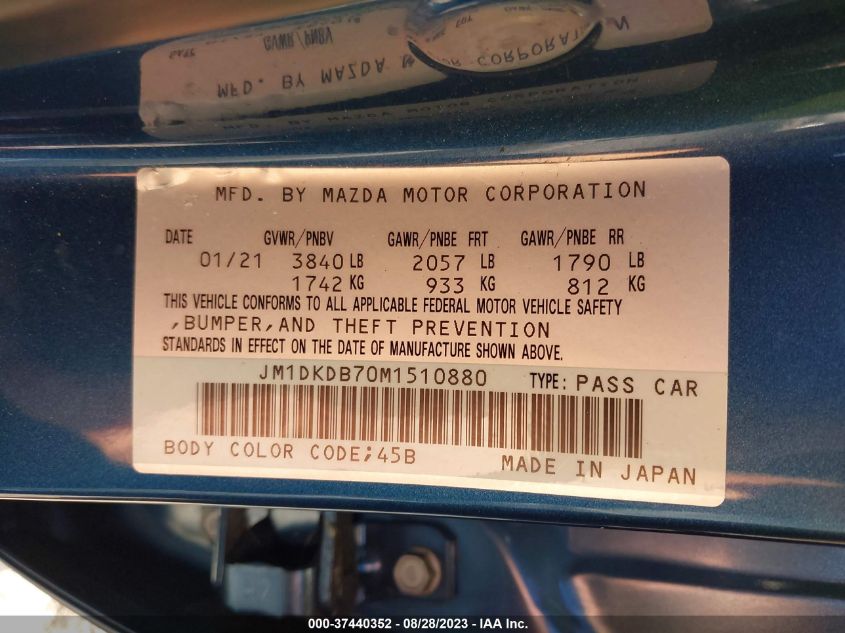 MFD. BY MAZDA MOTOR CORPORATION
DATE GVWR/PNBV GAWR/PNBE FRT GAWR/PNBE RR
01/21 3840 LB 2057 LB 1790 LB
1742 KG 933 KG 812 KG
THIS VEHICLE CONFORMS TO ALL APPLICABLE FEDERAL MOTOR VEHICLE SAFETY
,BUMPER,AND THEFT PREVENTION
STANDARDS IN EFFECT ON THE DATE OF MANUFACTURE SHOWN ABOVE.
JM1DKDB70M1510880 TYPE: PASS CAR
BODY COLOR CODE;45B MADE IN JAPAN
000-37440352 - 08/28/2023 - IAA Inc.